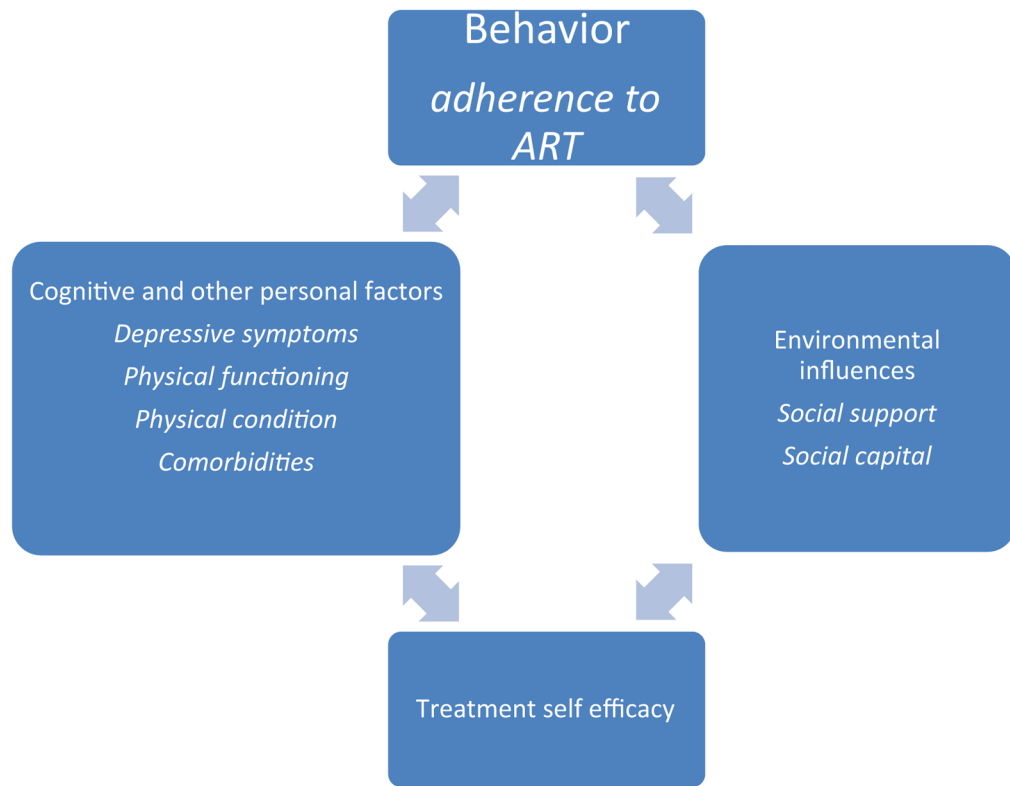 Behavior
adherence to
ART
Cognitive and other personal factors
Depressive symptoms
Physical functioning
Physical condition
Comorbidities
Environmental
influences
Social support
Social capital
Treatment self efficacy